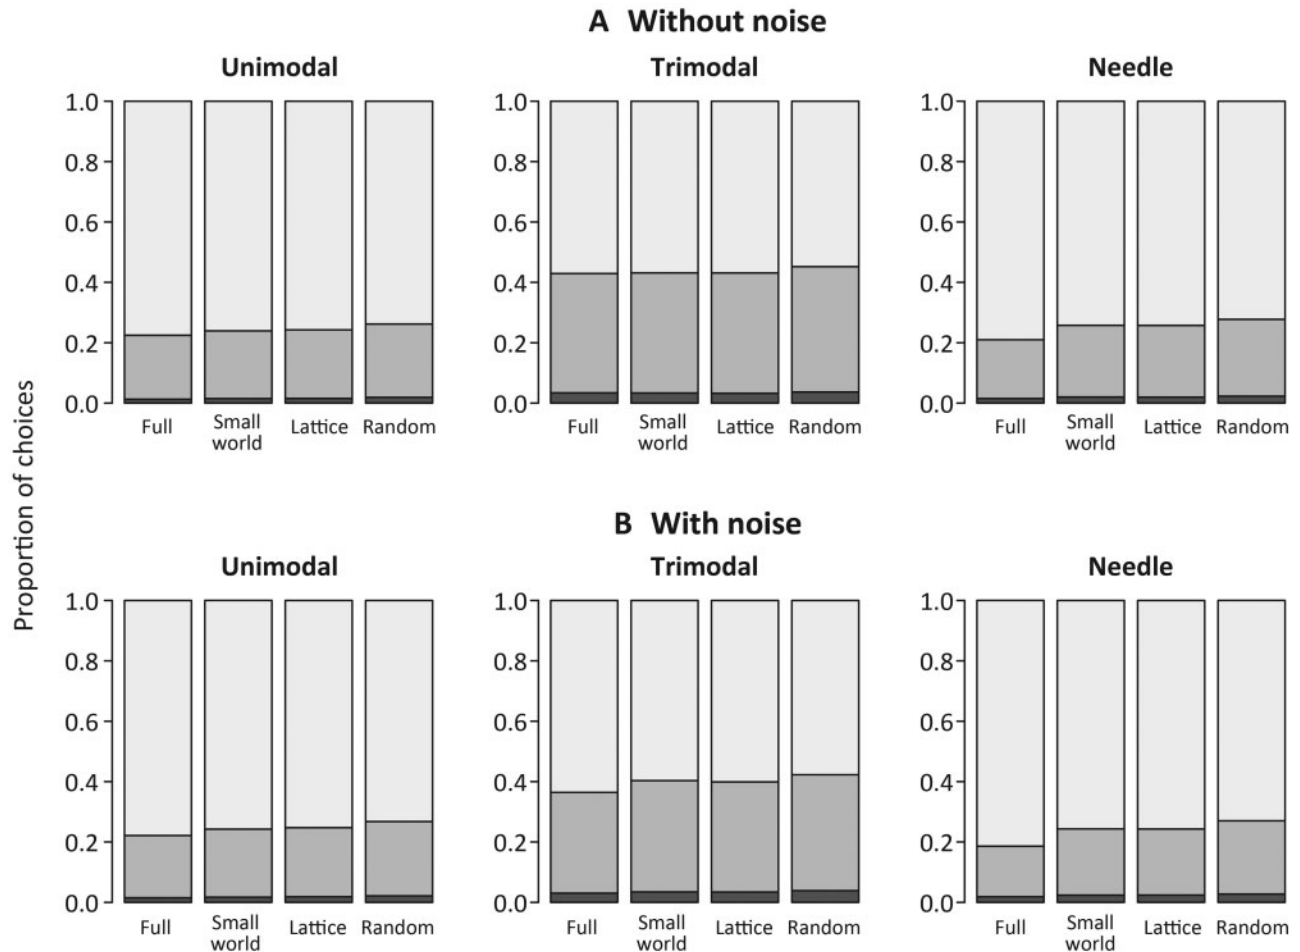 A Without noise
Unimodal Trimodal Needle
1.0 1.0 1.0
0.8 0.8 0.8
0.6 0.6 0.6
0.4 0.4 0.4
0.2 0.2 0.2
0.0 0.0 0.0
Full Small world Lattice Random Full Small world Lattice Random Full Small world Lattice Random
Proportion of choices
B With noise
Unimodal Trimodal Needle
1.0 1.0 1.0
0.8 0.8 0.8
0.6 0.6 0.6
0.4 0.4 0.4
0.2 0.2 0.2
0.0 0.0 0.0
Full Small world Lattice Random Full Small world Lattice Random Full Small world Lattice Random